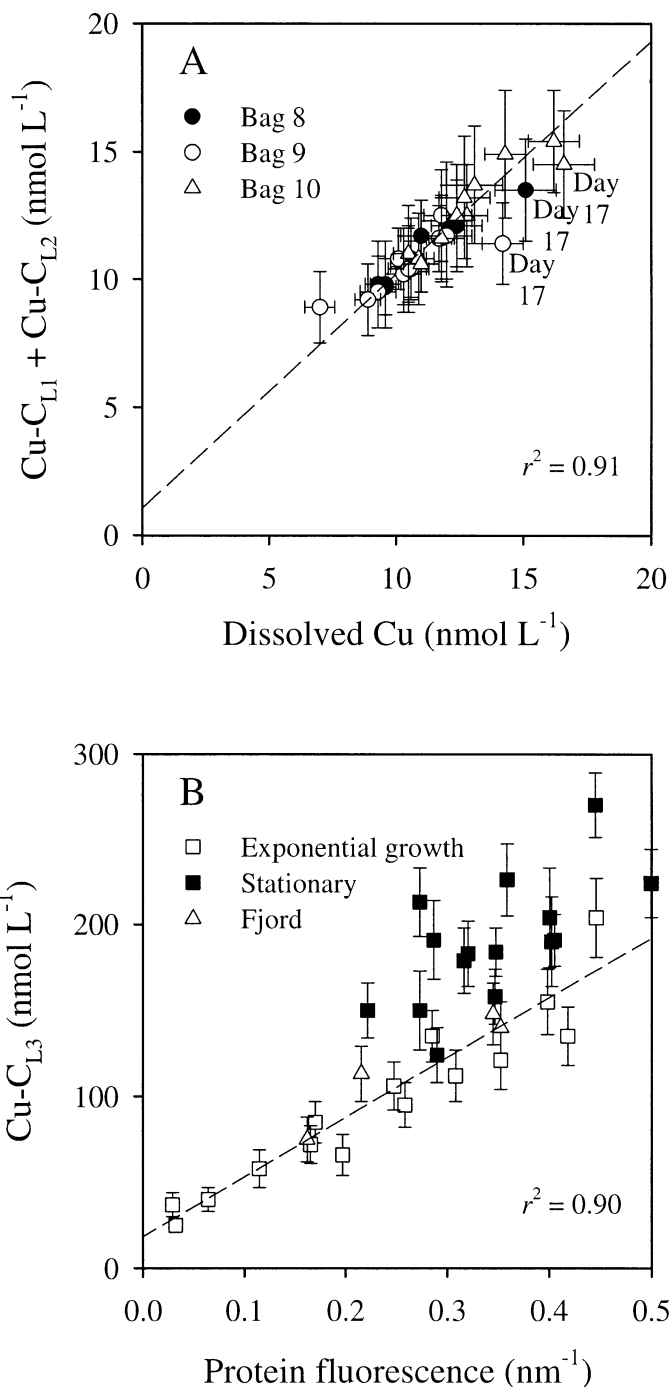 20
A
Bag 8
Bag 9
Bag 10
15
Day
17
Day
17
Day
17
10
5
r² = 0.91
0
0 5 10 15 20
Cu-C_L1 + Cu-C_L2 (nmol L⁻¹)
Dissolved Cu (nmol L⁻¹)
300
B
Exponential growth
Stationary
Fjord
200
100
r² = 0.90
0
0.0 0.1 0.2 0.3 0.4 0.5
Cu-C_L3 (nmol L⁻¹)
Protein fluorescence (nm⁻¹)